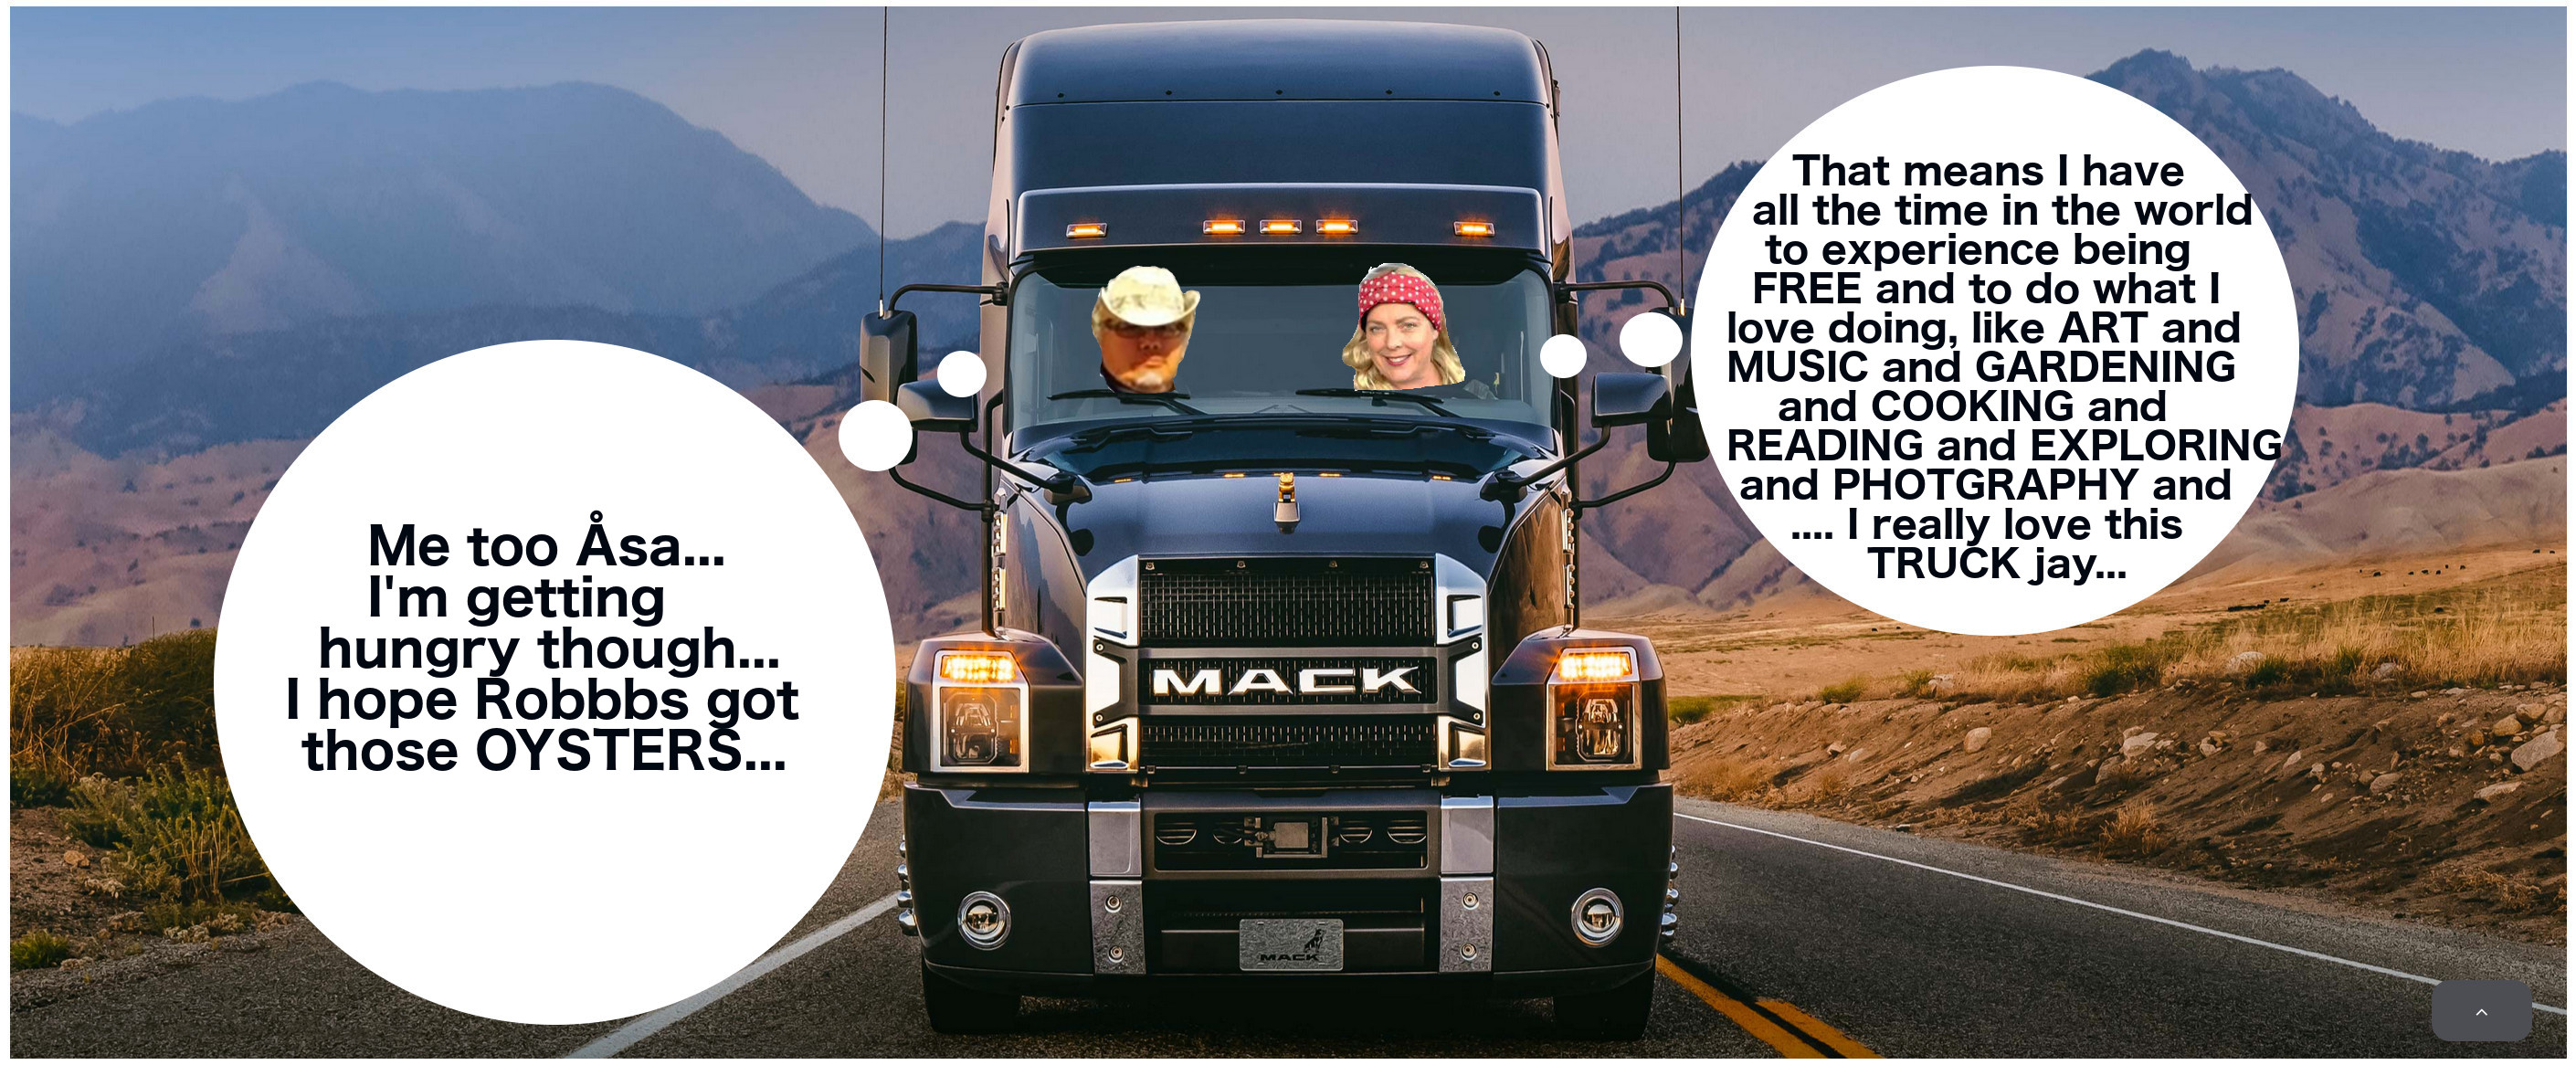 That means I have
all the time in the world
to experience being
FREE and to do what I
love doing, like ART and
MUSIC and GARDENING
and COOKING and
READING and EXPLORING
and PHOTGRAPHY and
.... I really love this
TRUCK jay...
Me too Åsa...
I'm getting
hungry though...
I hope Robbbs got
those OYSTERS...
MACK
MACK